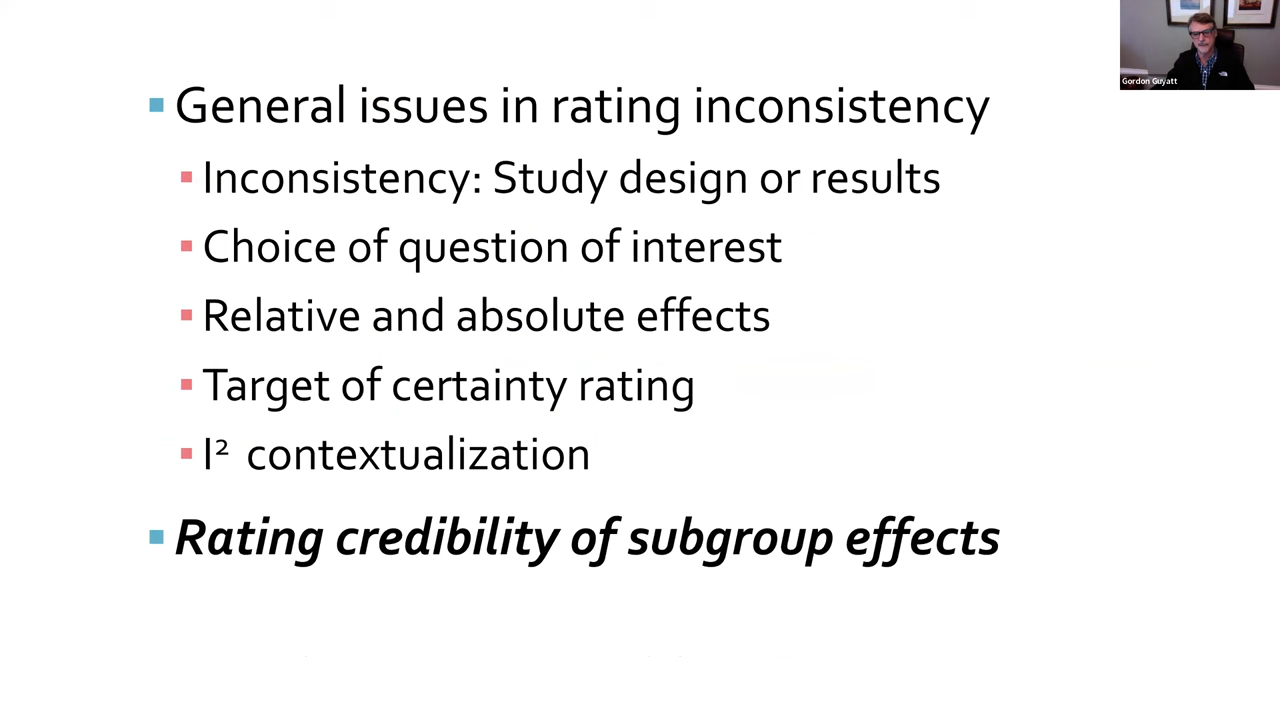 General issues in rating inconsistency
Inconsistency: Study design or results
Choice of question of interest
Relative and absolute effects
Target of certainty rating
I² contextualization
Rating credibility of subgroup effects
Gordon Guyatt